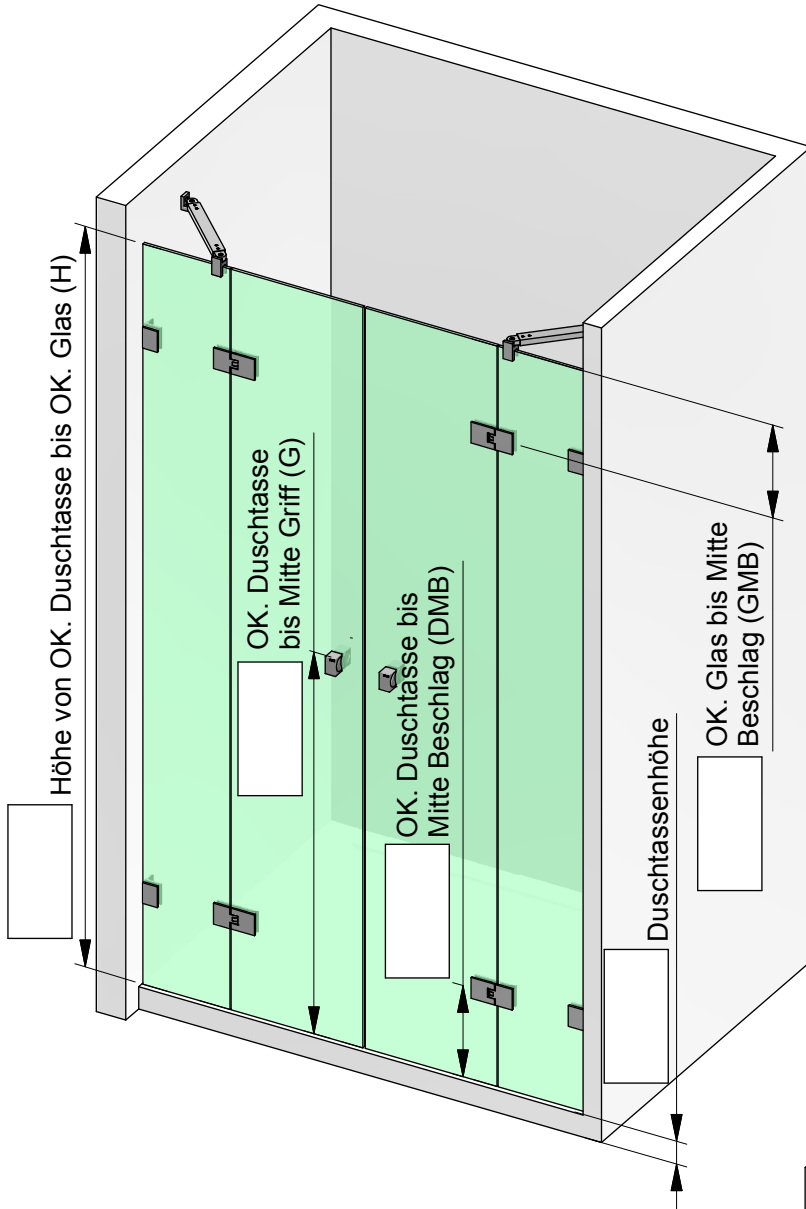 Höhe von OK. Duschtasse bis OK. Glas (H)
OK. Duschtasse
bis Mitte Griff (G)
OK. Duschtasse bis
Mitte Beschlag (DMB)
Duschtassenhöhe
OK. Glas bis Mitte
Beschlag (GMB)